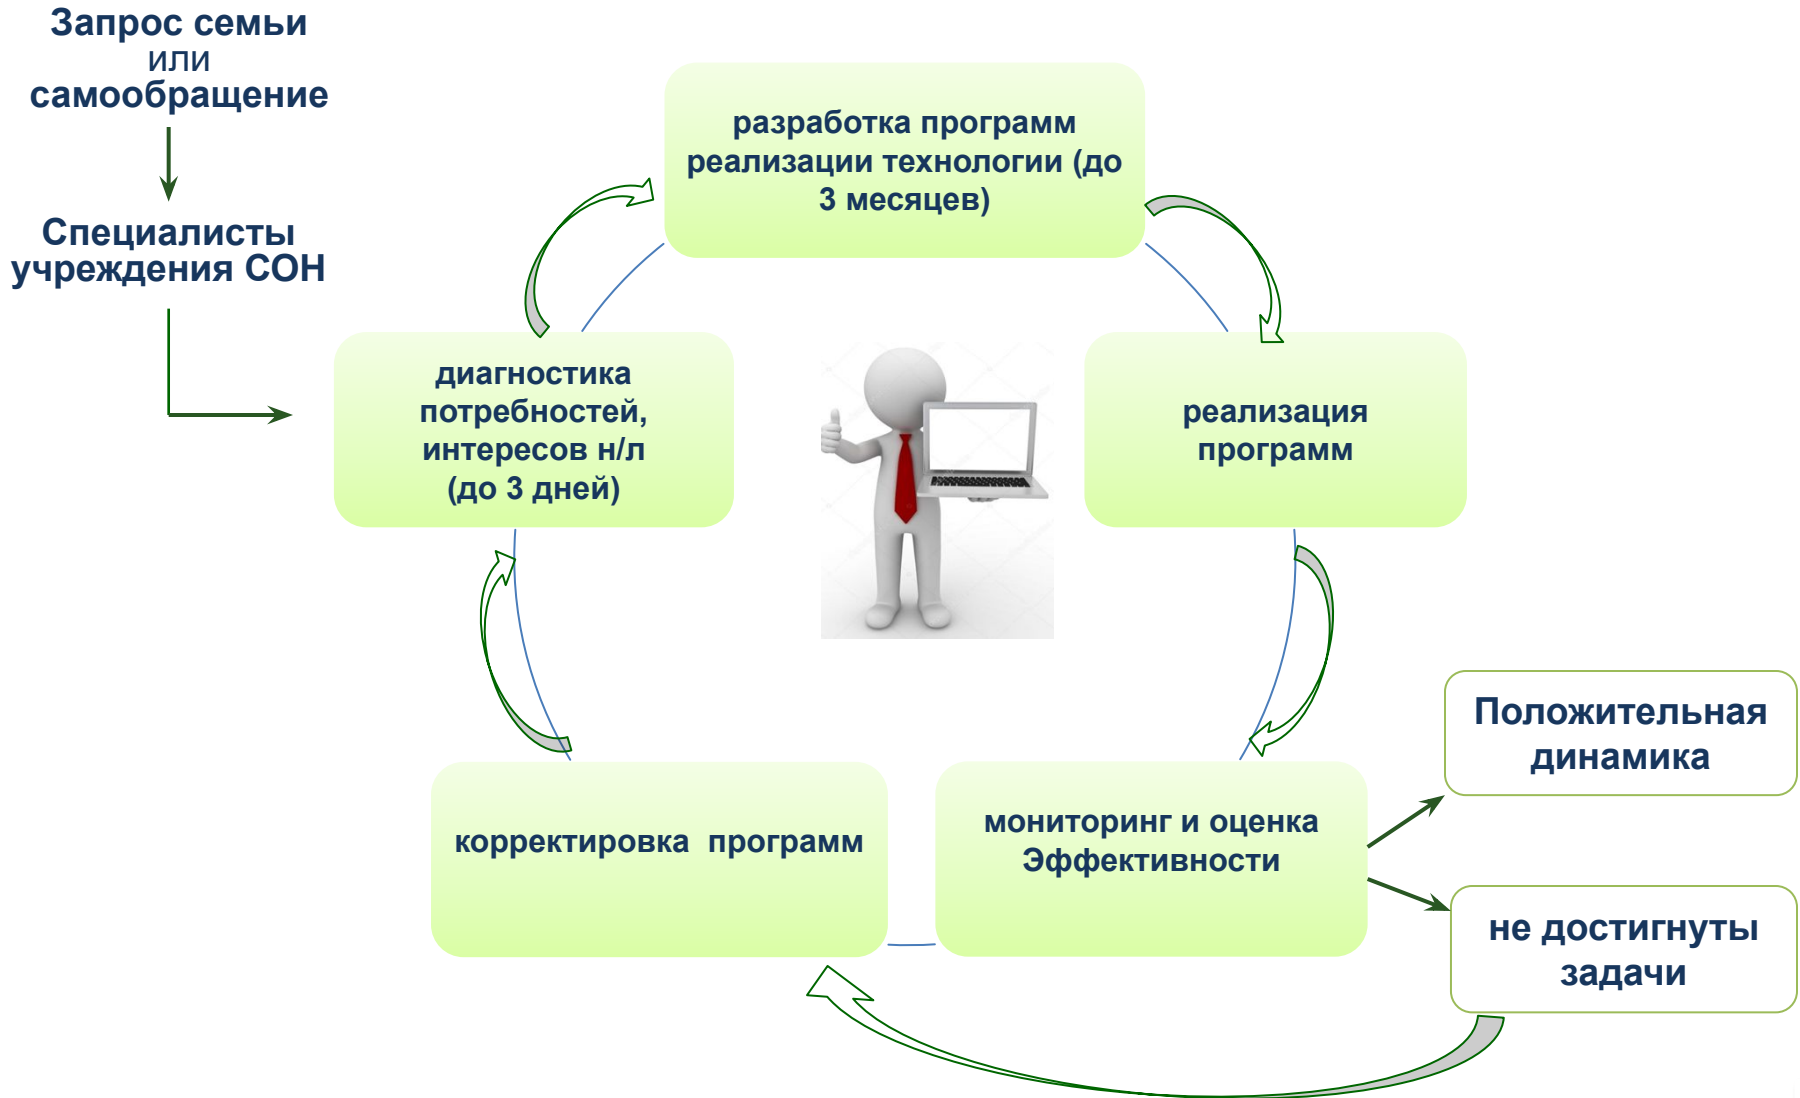 Запрос семьи
или
самообращение
Специалисты
учреждения СОН
разработка программ
реализации технологии (до
3 месяцев)
диагностика
потребностей,
интересов н/л
(до 3 дней)
реализация
программ
корректировка программ
мониторинг и оценка
Эффективности
Положительная
динамика
не достигнуты
задачи